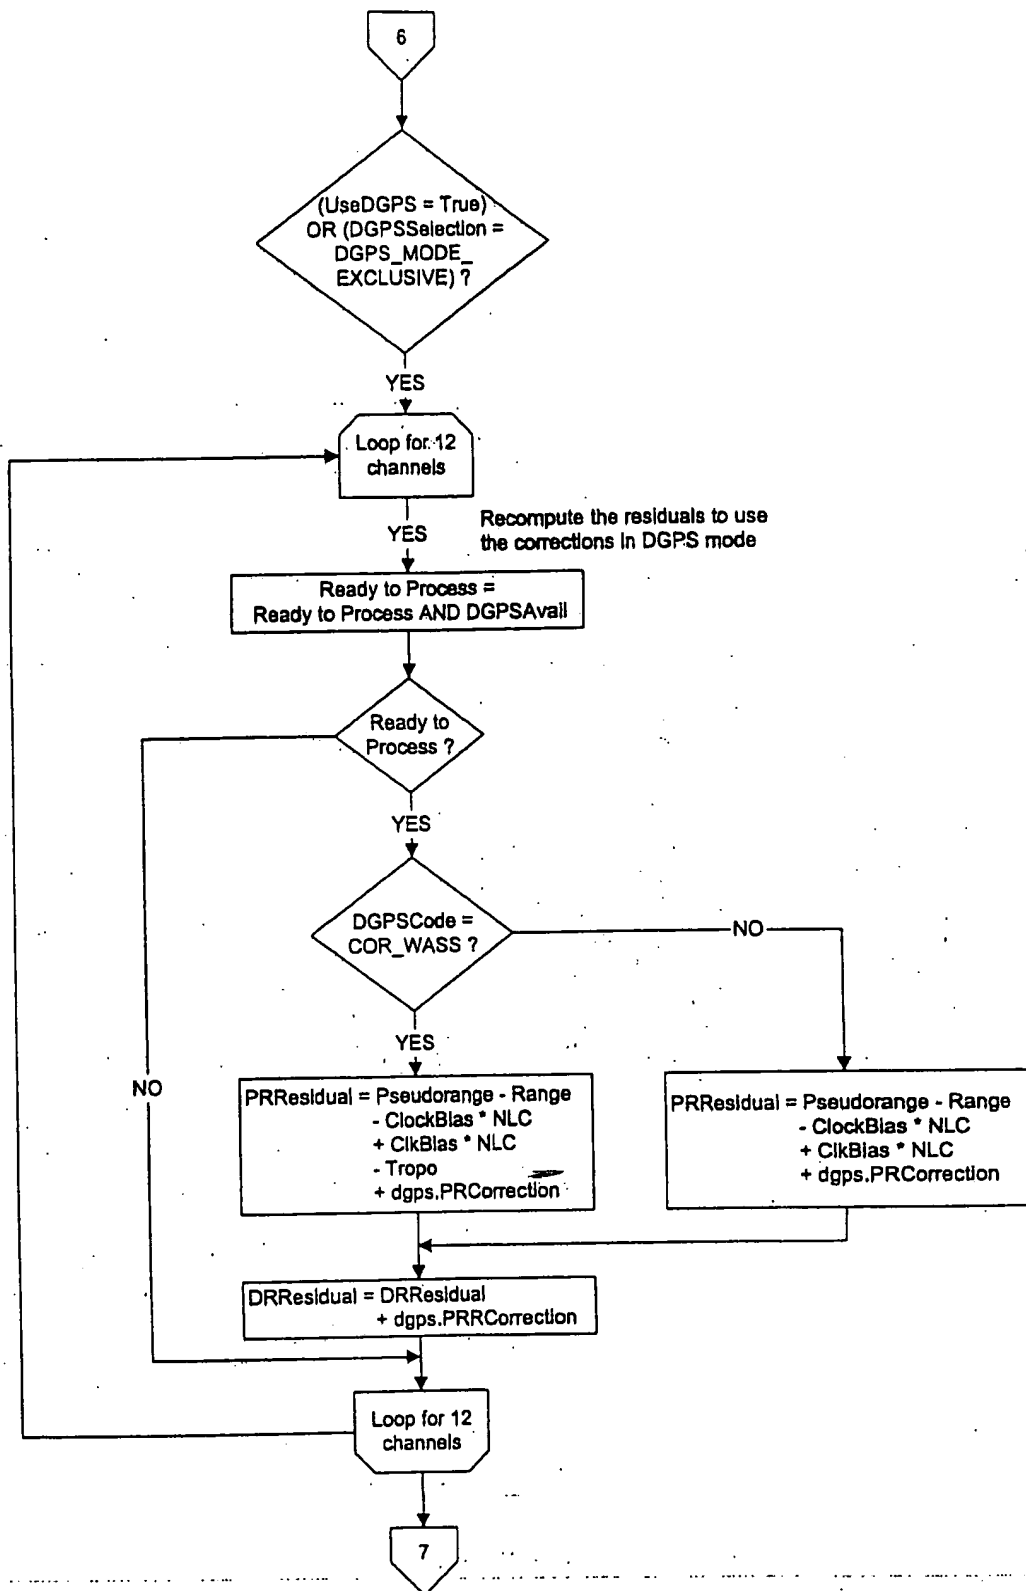 6
(UseDGPS = True)
OR (DGPSSelection =
DGPS_MODE_
EXCLUSIVE) ?
YES
Loop for 12
channels
YES
Recompute the residuals to use
the corrections in DGPS mode
Ready to Process =
Ready to Process AND DGPSAvail
Ready to
Process ?
YES
DGPSCode =
COR_WASS ?
NO
YES
NO
PRResidual = Pseudorange - Range
- ClockBias * NLC
+ ClkBias * NLC
- Tropo
+ dgps.PRCorrection
PRResidual = Pseudorange - Range
- ClockBias * NLC
+ ClkBias * NLC
+ dgps.PRCorrection
DRResidual = DRResidual
+ dgps.PRRCorrection
Loop for 12
channels
7